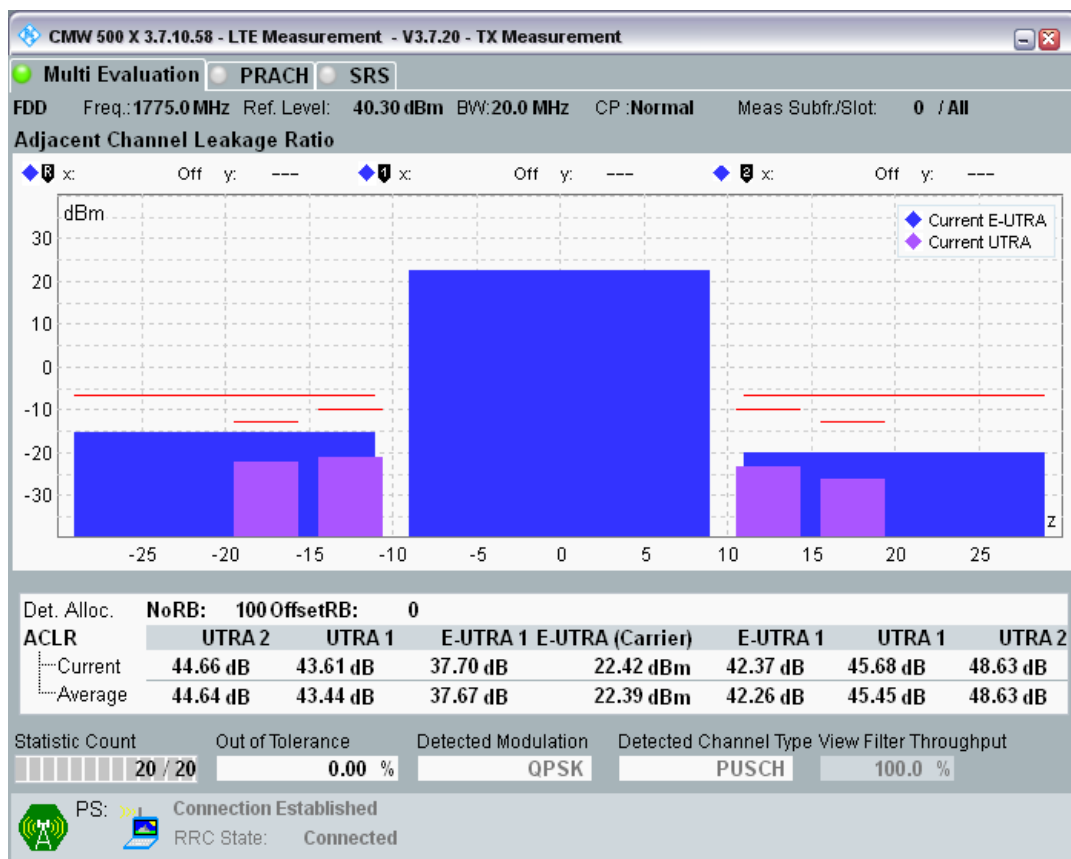 CMW 500 X 3.7.10.58 - LTE Measurement - V3.7.20 - TX Measurement
Multi Evaluation PRACH SRS
FDD Freq.:1775.0 MHz Ref. Level: 40.30 dBm BW:20.0 MHz CP :Normal Meas Subfr./Slot: 0 / All
Adjacent Channel Leakage Ratio
R x: Off y: --- 1 x: Off y: --- 2 x: Off y: ---
dBm
Current E-UTRA
Current UTRA
30
20
10
0
-10
-20
-30
z
-25 -20 -15 -10 -5 0 5 10 15 20 25
Det. Alloc. NoRB: 100 OffsetRB: 0
ACLR UTRA 2 UTRA 1 E-UTRA 1 E-UTRA (Carrier) E-UTRA 1 UTRA 1 UTRA 2
Current 44.66 dB 43.61 dB 37.70 dB 22.42 dBm 42.37 dB 45.68 dB 48.63 dB
Average 44.64 dB 43.44 dB 37.67 dB 22.39 dBm 42.26 dB 45.45 dB 48.63 dB
Statistic Count Out of Tolerance Detected Modulation Detected Channel Type View Filter Throughput
20 / 20 0.00 % QPSK PUSCH 100.0 %
PS: Connection Established
RRC State: Connected